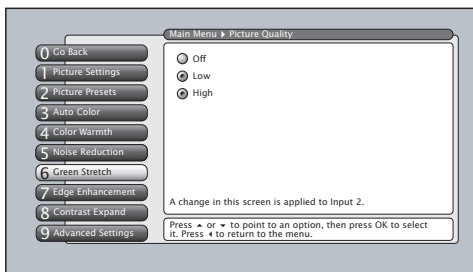 Main Menu ▸ Picture Quality
0 Go Back
1 Picture Settings
2 Picture Presets
3 Auto Color
4 Color Warmth
5 Noise Reduction
6 Green Stretch
7 Edge Enhancement
8 Contrast Expand
9 Advanced Settings
Off
Low
High
A change in this screen is applied to Input 2.
Press ▴ or ▾ to point to an option, then press OK to select
it. Press ◂ to return to the menu.